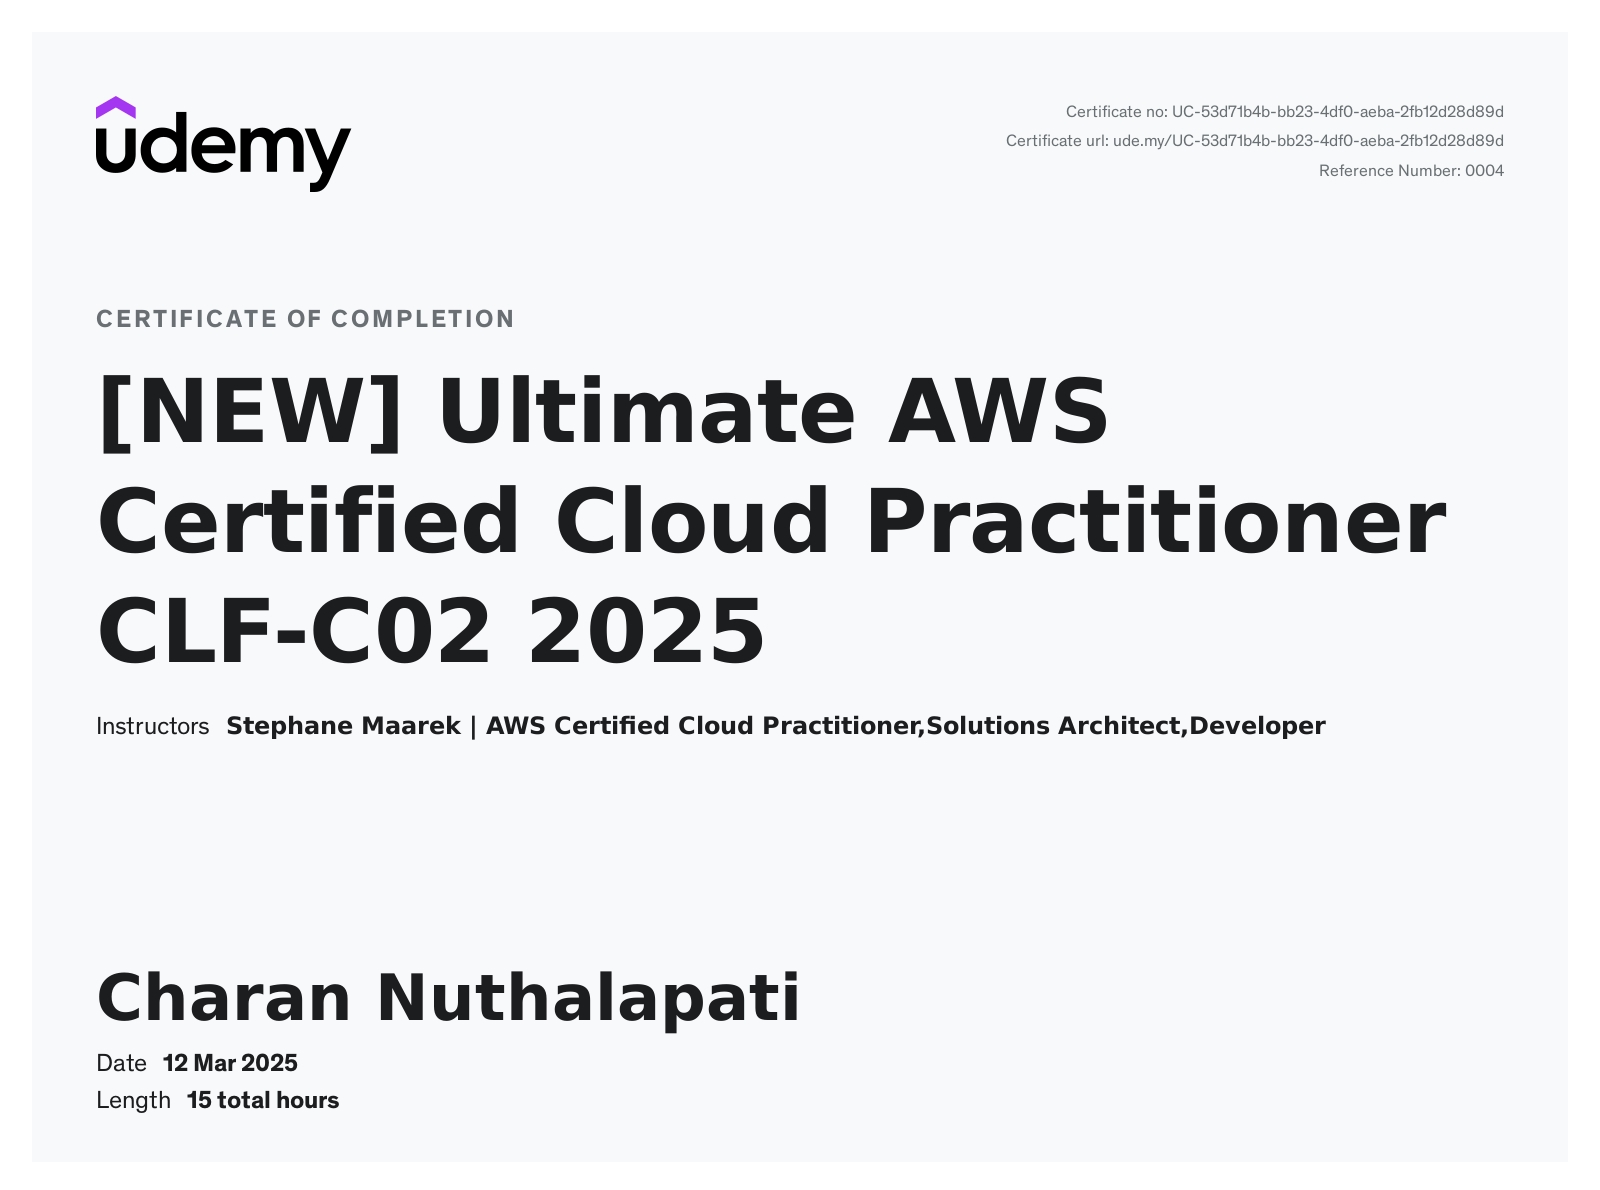 udemy
Certificate no: UC-53d71b4b-bb23-4df0-aeba-2fb12d28d89d
Certificate url: ude.my/UC-53d71b4b-bb23-4df0-aeba-2fb12d28d89d
Reference Number: 0004
CERTIFICATE OF COMPLETION
[NEW] Ultimate AWS
Certified Cloud Practitioner
CLF-C02 2025
Instructors Stephane Maarek | AWS Certified Cloud Practitioner,Solutions Architect,Developer
Charan Nuthalapati
Date 12 Mar 2025
Length 15 total hours